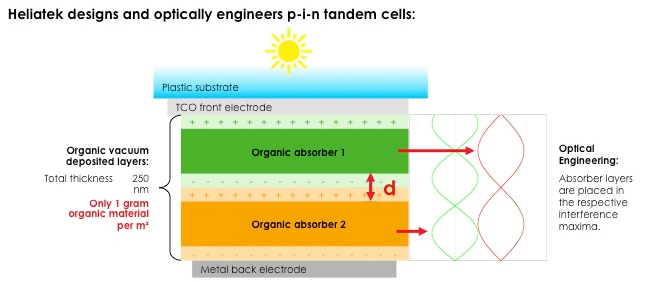 Heliatek designs and optically engineers p-i-n tandem cells:
Plastic substrate
TCO front electrode
+ + + + + + + + + + + + + + +
Organic vacuum
deposited layers:
Total thickness 250
nm
Only 1 gram
organic material
per m²
Organic absorber 1
- - - - - - - - - - - - - - -
d
+ + + + + + + + + + + + + + +
Organic absorber 2
- - - - - - - - - - - - - - -
Metal back electrode
Optical
Engineering:
Absorber layers
are placed in
the respective
interference
maxima.